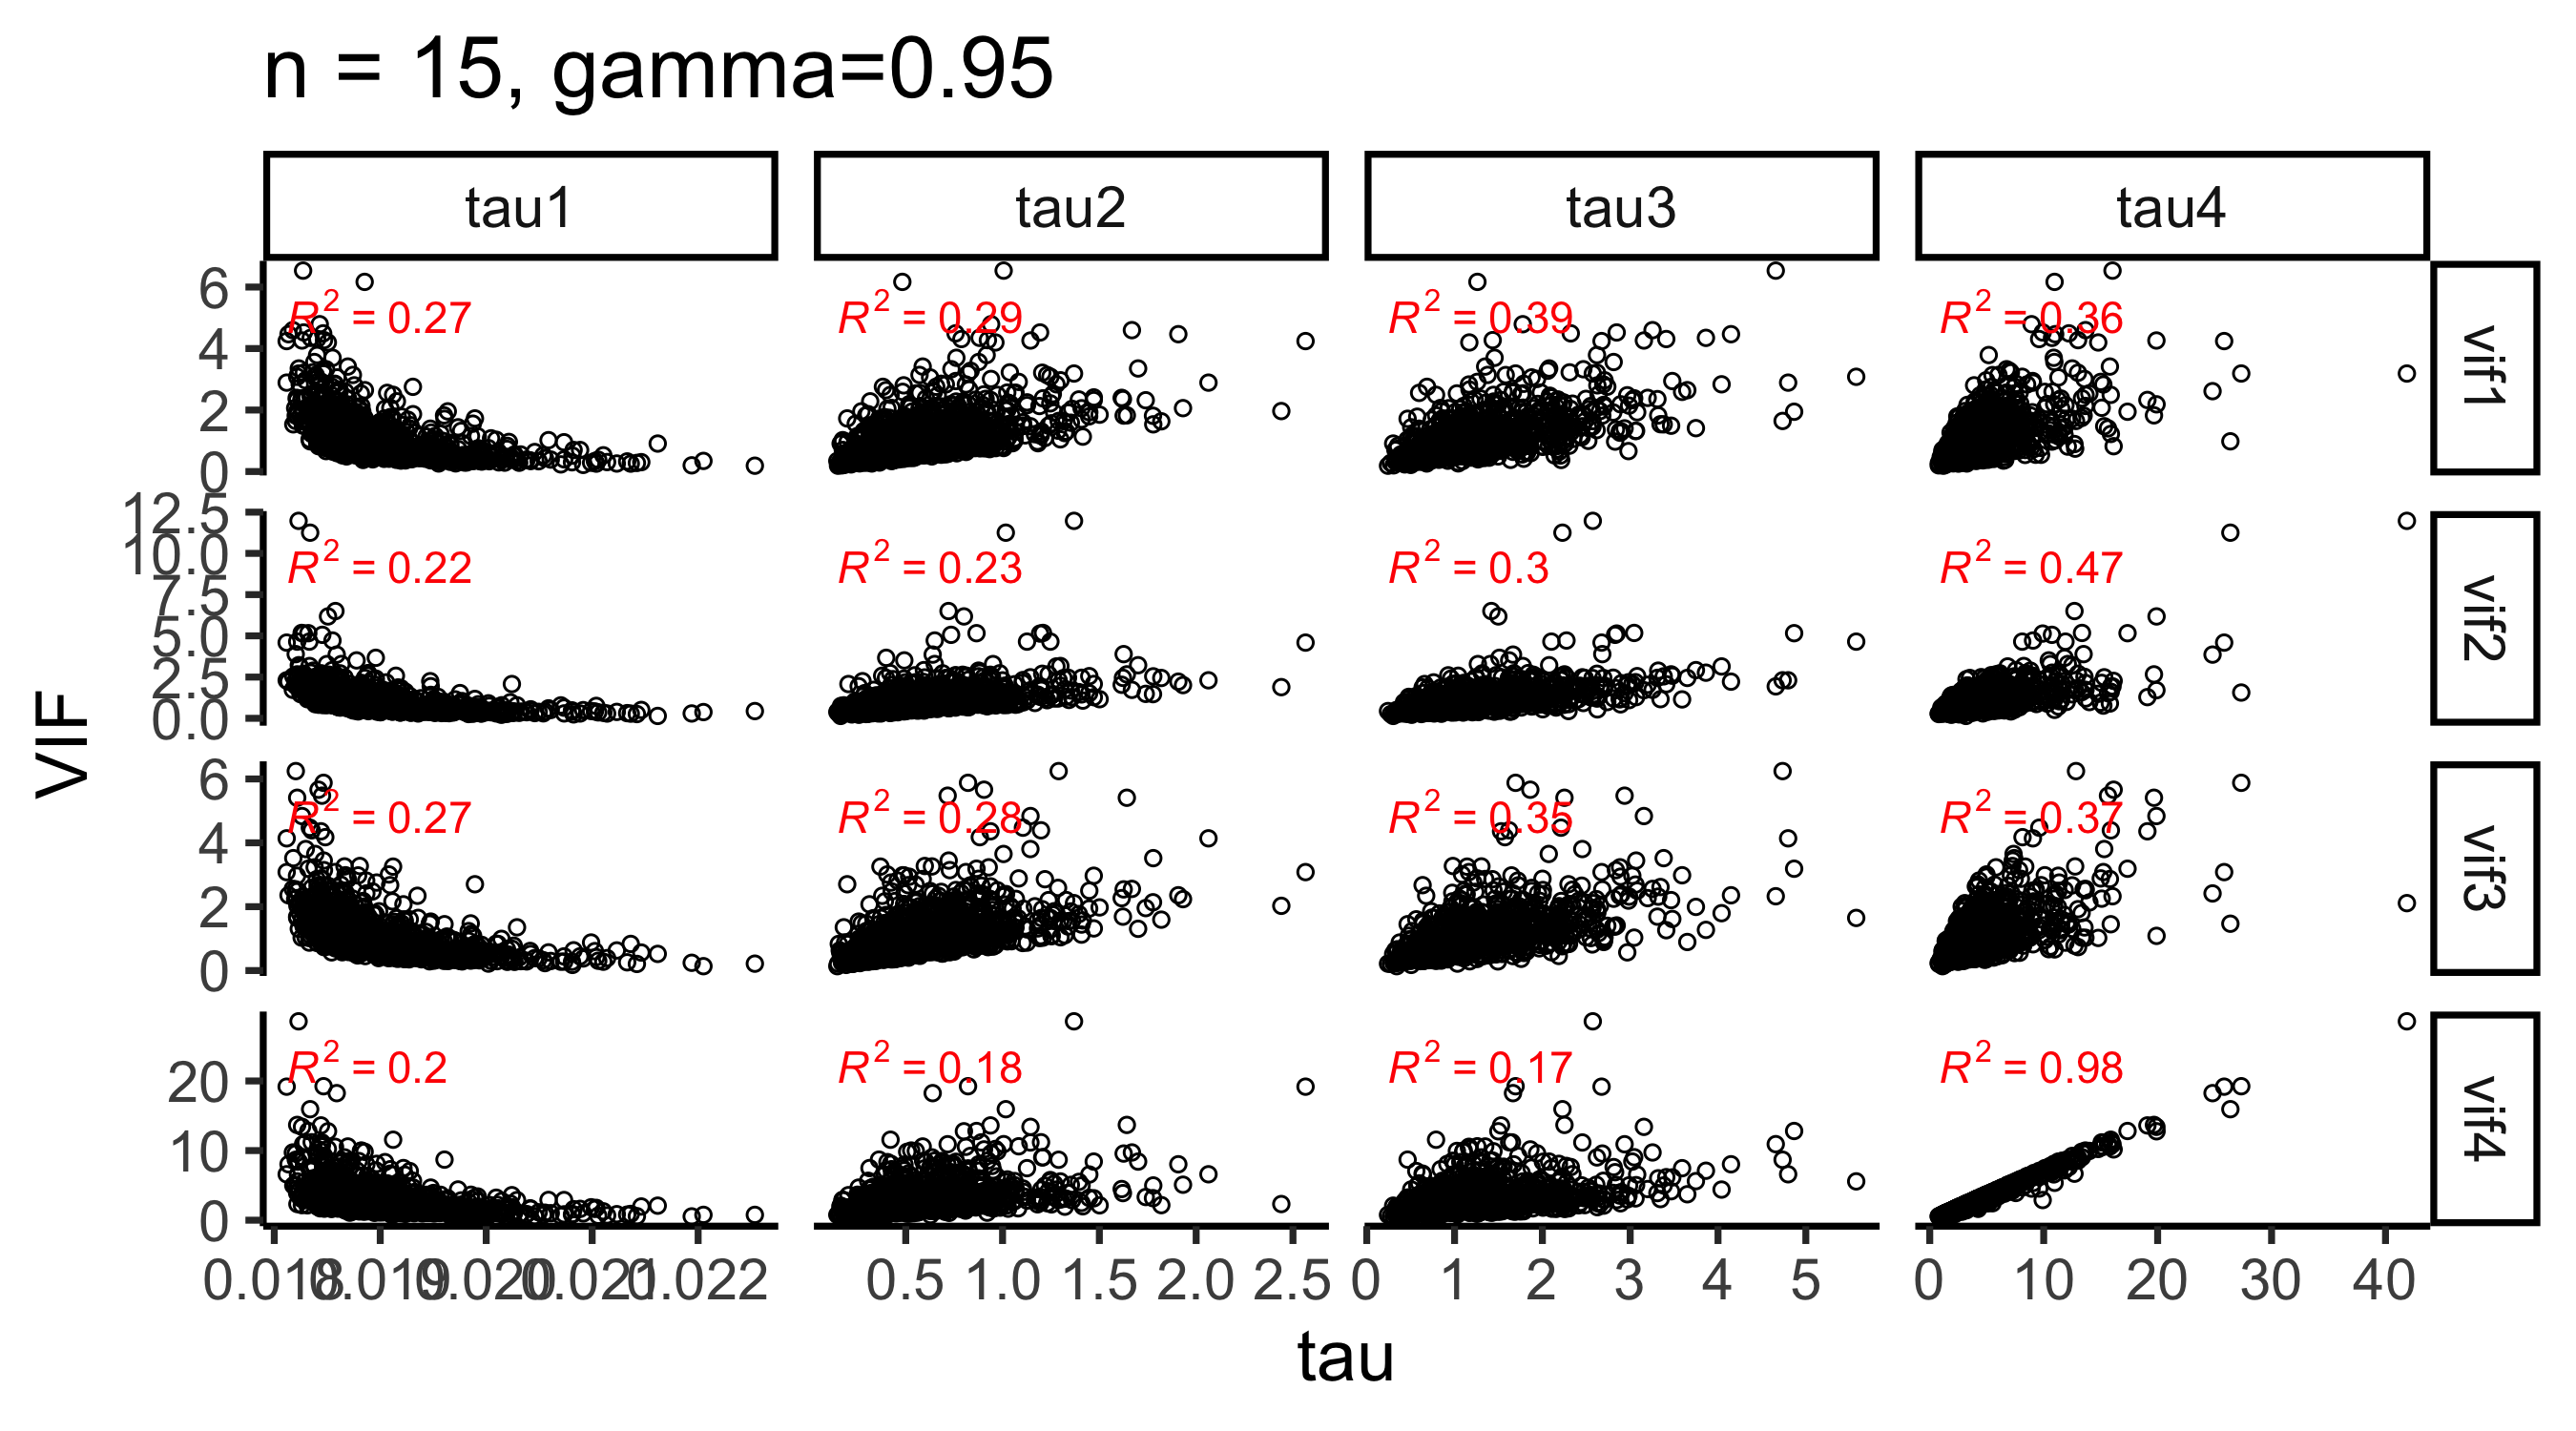 n = 15, gamma=0.95
tau1 tau2 tau3 tau4
6
4
2
0
R² = 0.27 R² = 0.29 R² = 0.39 R² = 0.36
vif1
12.5
10.0
7.5
5.0
2.5
0.0
R² = 0.22 R² = 0.23 R² = 0.3 R² = 0.47
vif2
6
4
2
0
R² = 0.27 R² = 0.28 R² = 0.35 R² = 0.37
vif3
20
10
0
R² = 0.2 R² = 0.18 R² = 0.17 R² = 0.98
vif4
VIF
0.018 0.019 0.020 0.021 0.022 0.5 1.0 1.5 2.0 2.5 0 1 2 3 4 5 0 10 20 30 40
tau